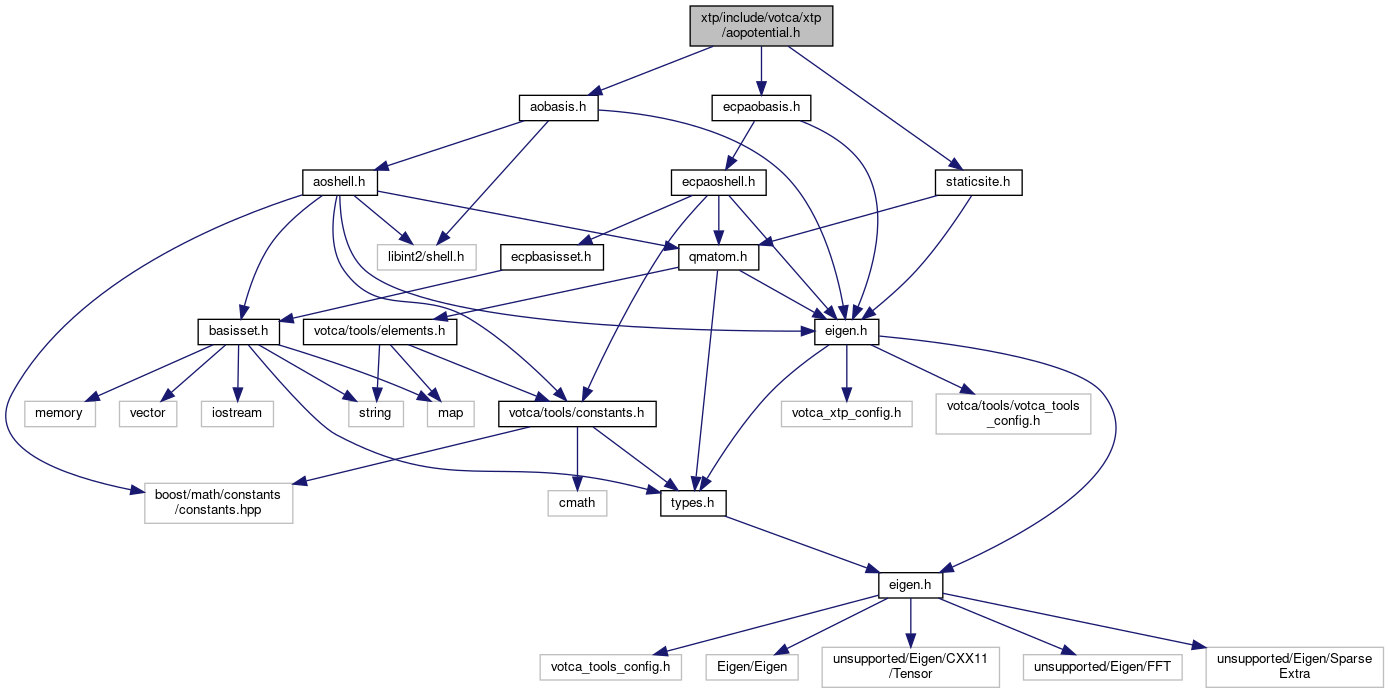 xtp/include/votca/xtp
/aopotential.h
aobasis.h
ecpaobasis.h
aoshell.h
ecpaoshell.h
staticsite.h
libint2/shell.h
ecpbasisset.h
qmatom.h
basisset.h
votca/tools/elements.h
eigen.h
memory
vector
iostream
string
map
votca/tools/constants.h
votca_xtp_config.h
votca/tools/votca_tools
_config.h
boost/math/constants
/constants.hpp
cmath
types.h
eigen.h
votca_tools_config.h
Eigen/Eigen
unsupported/Eigen/CXX11
/Tensor
unsupported/Eigen/FFT
unsupported/Eigen/Sparse
Extra